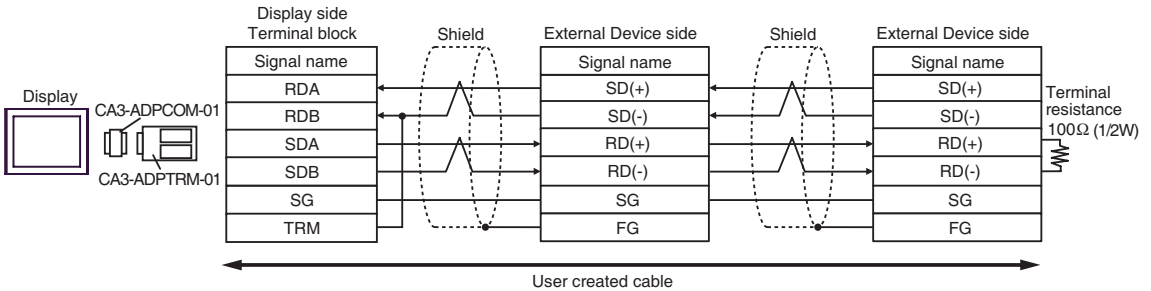 Display side
Terminal block
Shield
External Device side
Shield
External Device side
Signal name
Signal name
Signal name
RDA
SD(+)
SD(+)
RDB
SD(-)
SD(-)
SDA
RD(+)
RD(+)
SDB
RD(-)
RD(-)
SG
SG
SG
TRM
FG
FG
Display
CA3-ADPCOM-01
CA3-ADPTRM-01
Terminal
resistance
100Ω (1/2W)
User created cable